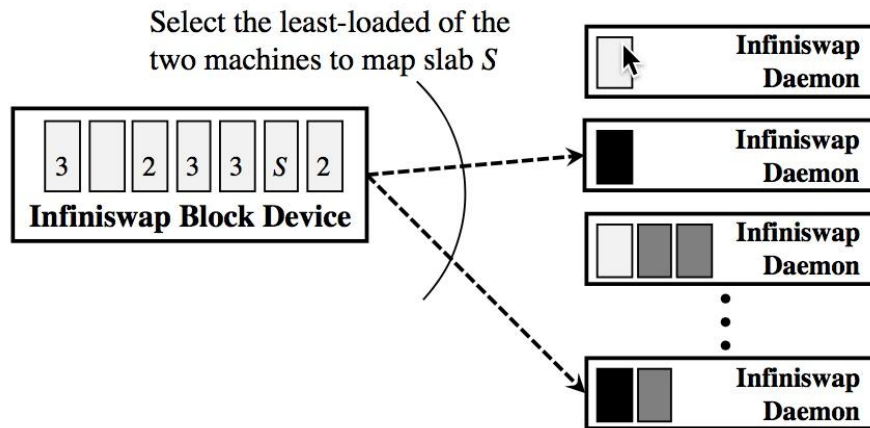 Select the least-loaded of the
two machines to map slab S
3 2 3 3 S 2
Infiniswap Block Device
Infiniswap
Daemon
Infiniswap
Daemon
Infiniswap
Daemon
Infiniswap
Daemon